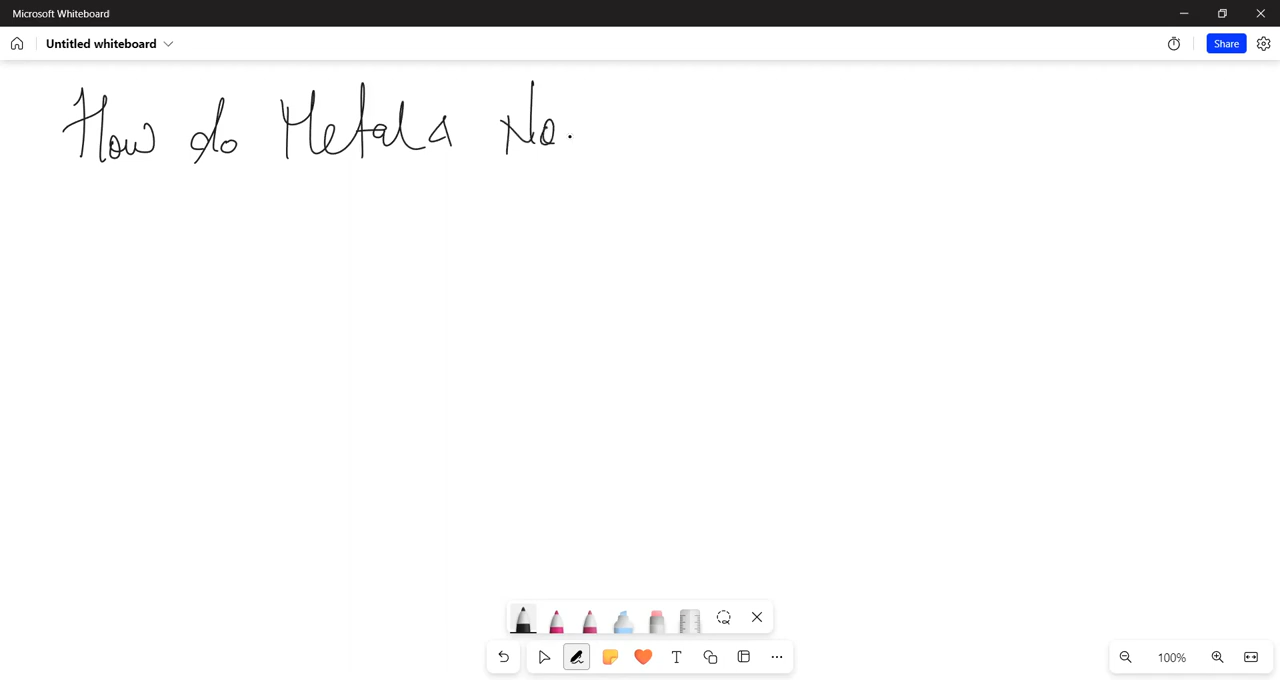 Microsoft Whiteboard
Untitled whiteboard
Share
How do Metals No.
100%